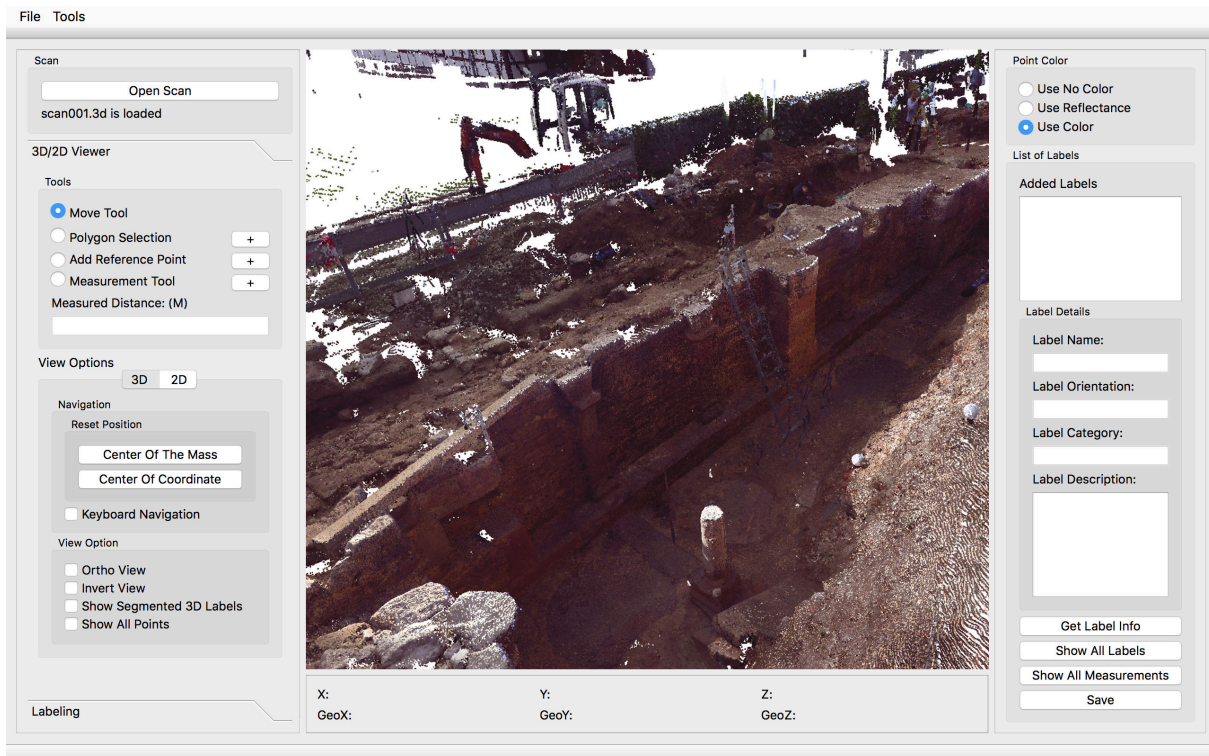 File Tools
Scan
Open Scan
scan001.3d is loaded
3D/2D Viewer
Tools
Move Tool
Polygon Selection +
Add Reference Point +
Measurement Tool +
Measured Distance: (M)
View Options
3D 2D
Navigation
Reset Position
Center Of The Mass
Center Of Coordinate
Keyboard Navigation
View Option
Ortho View
Invert View
Show Segmented 3D Labels
Show All Points
Labeling
X: Y: Z:
GeoX: GeoY: GeoZ:
Point Color
Use No Color
Use Reflectance
Use Color
List of Labels
Added Labels
Label Details
Label Name:
Label Orientation:
Label Category:
Label Description:
Get Label Info
Show All Labels
Show All Measurements
Save